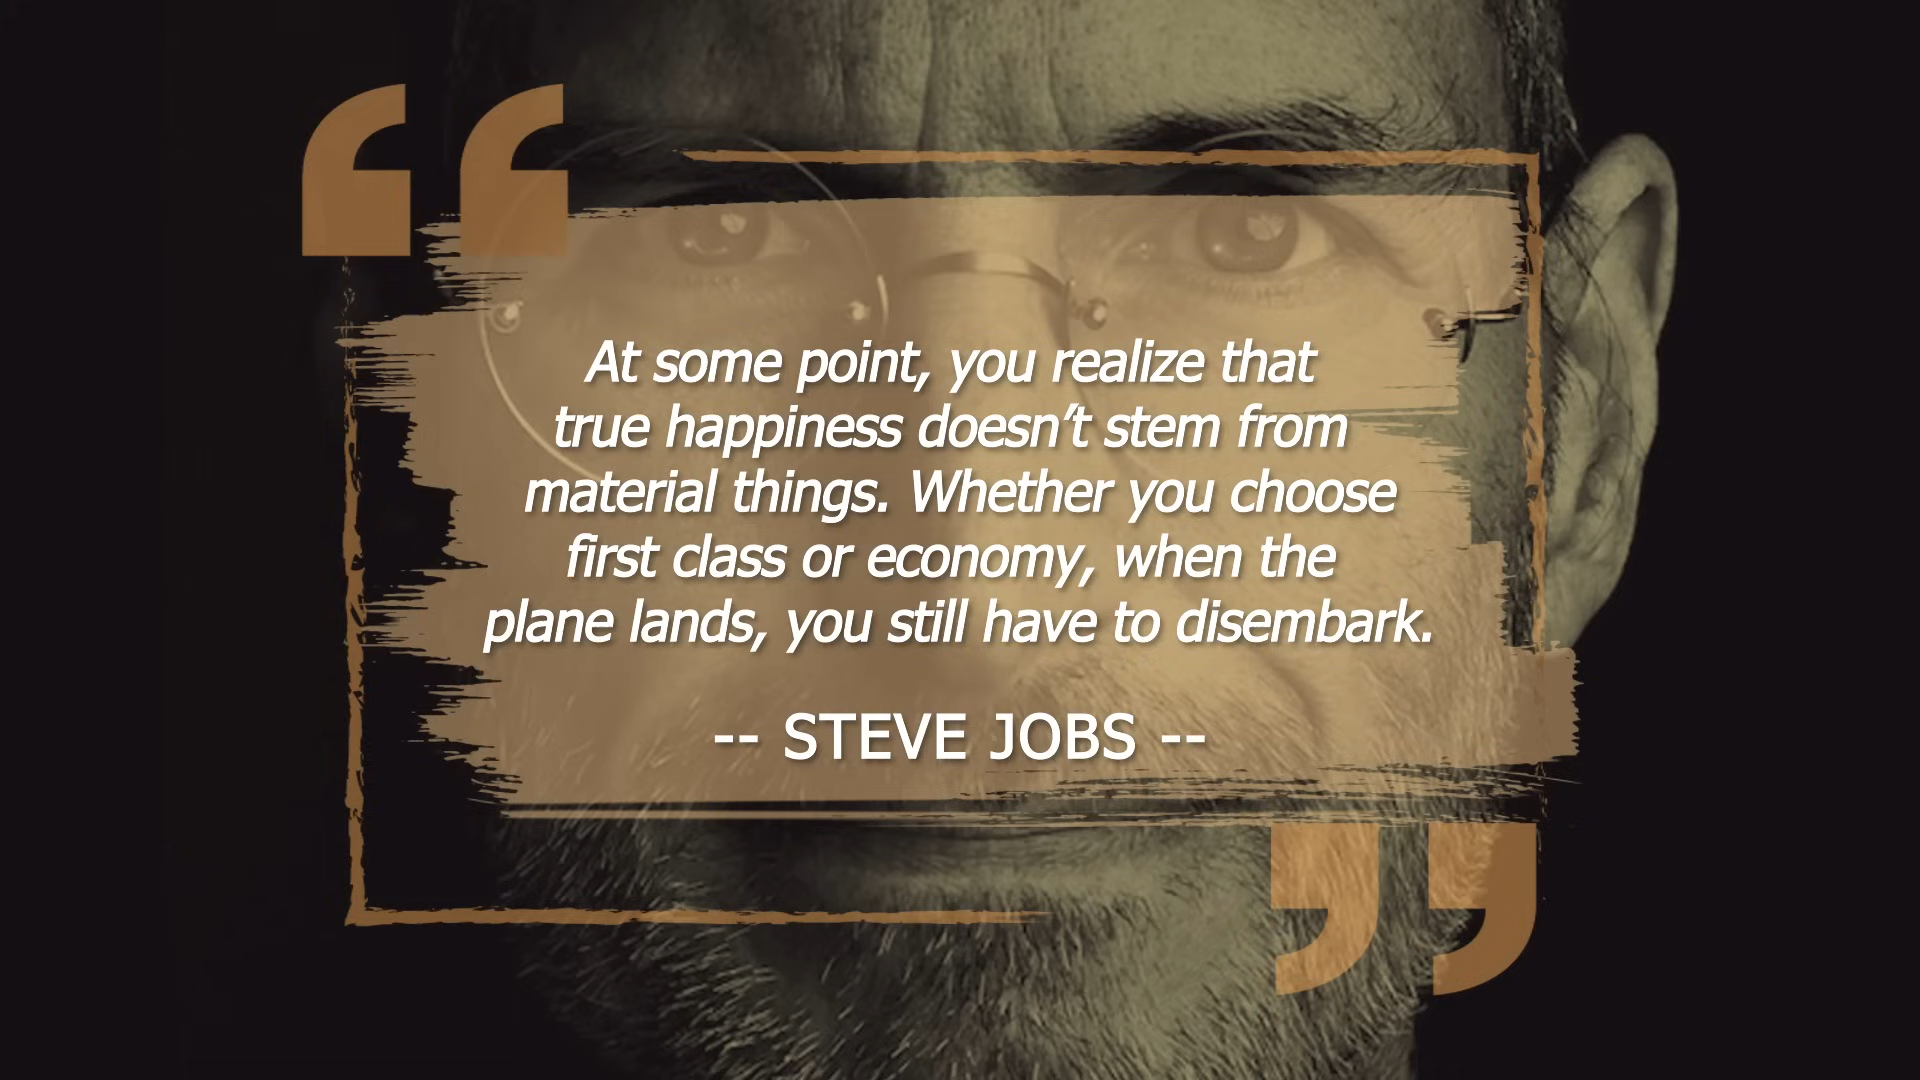 At some point, you realize that
true happiness doesn’t stem from
material things. Whether you choose
first class or economy, when the
plane lands, you still have to disembark.
-- STEVE JOBS --